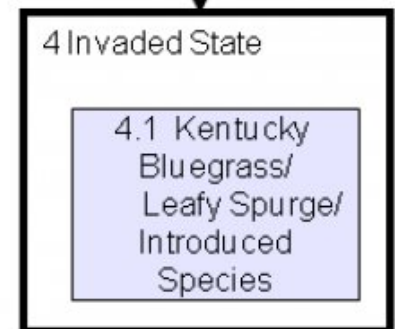 4 Invaded State
4.1 Kentucky
Bluegrass/
Leafy Spurge/
Introduced
Species